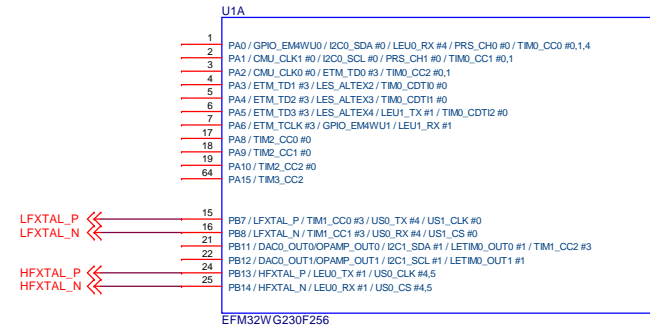 U1A
1 PA0 / GPIO_EM4WU0 / I2C0_SDA #0 / LEU0_RX #4 / PRS_CH0 #0 / TIM0_CC0 #0,1,4
2 PA1 / CMU_CLK1 #0 / I2C0_SCL #0 / PRS_CH1 #0 / TIM0_CC1 #0,1
3 PA2 / CMU_CLK0 #0 / ETM_TD0 #3 / TIM0_CC2 #0,1
4 PA3 / ETM_TD1 #3 / LES_ALTEX2 / TIM0_CDTI0 #0
5 PA4 / ETM_TD2 #3 / LES_ALTEX3 / TIM0_CDTI1 #0
6 PA5 / ETM_TD3 #3 / LES_ALTEX4 / LEU1_TX #1 / TIM0_CDTI2 #0
7 PA6 / ETM_TCLK #3 / GPIO_EM4WU1 / LEU1_RX #1
17 PA8 / TIM2_CC0 #0
18 PA9 / TIM2_CC1 #0
19 PA10 / TIM2_CC2 #0
64 PA15 / TIM3_CC2
LFXTAL_P 15 PB7 / LFXTAL_P / TIM1_CC0 #3 / US0_TX #4 / US1_CLK #0
LFXTAL_N 16 PB8 / LFXTAL_N / TIM1_CC1 #3 / US0_RX #4 / US1_CS #0
21 PB11 / DAC0_OUT0/OPAMP_OUT0 / I2C1_SDA #1 / LETIM0_OUT0 #1 / TIM1_CC2 #3
22 PB12 / DAC0_OUT1/OPAMP_OUT1 / I2C1_SCL #1 / LETIM0_OUT1 #1
HFXTAL_P 24 PB13 / HFXTAL_P / LEU0_TX #1 / US0_CLK #4,5
HFXTAL_N 25 PB14 / HFXTAL_N / LEU0_RX #1 / US0_CS #4,5
EFM32WG230F256